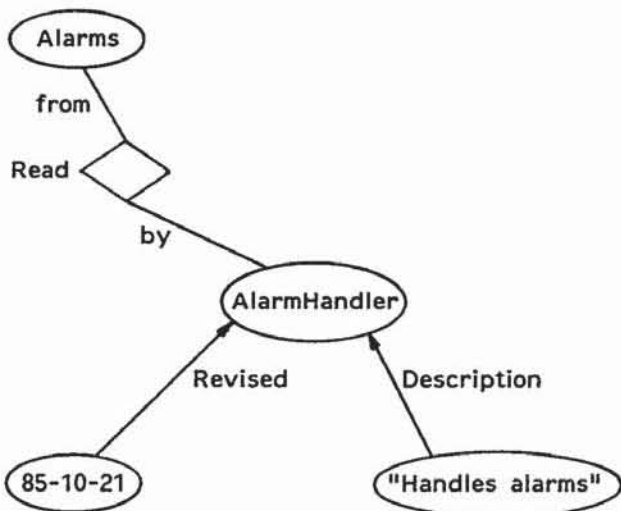 Alarms
from
Read
by
AlarmHandler
Revised
Description
85-10-21
"Handles alarms"